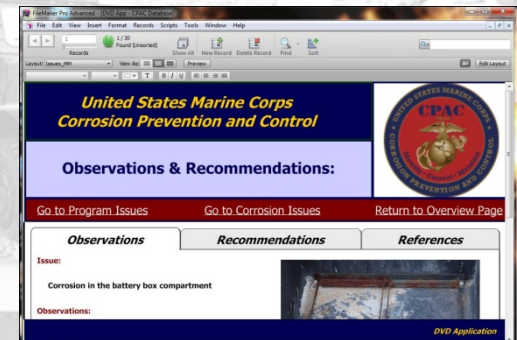 FileMaker Pro Advanced - [DVD App - CPAC Database]
File Edit View Insert Format Records Scripts Tools Window Help
1
1 / 30
Found (Unsorted)
Records
Show All New Record Delete Record Find Sort
Layout: Issues_MM View As: Preview Edit Layout
United States Marine Corps
Corrosion Prevention and Control
UNITED STATES MARINE CORPS
CPAC
CORROSION PREVENTION AND CONTROL
Observations & Recommendations:
Go to Program Issues Go to Corrosion Issues Return to Overview Page
Observations Recommendations References
Issue:
Corrosion in the battery box compartment
Observations:
DVD Application